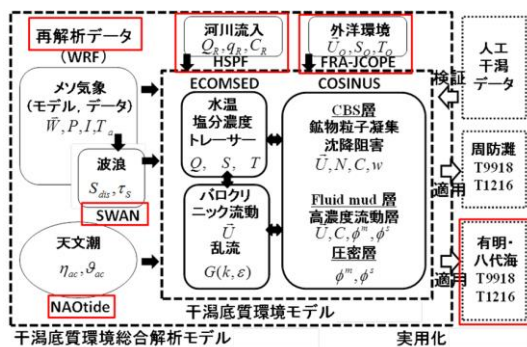 再解析データ
(WRF)
メソ気象
(モデル, データ)
W⃗, P, I, T_a
波浪
S_dis, τ_S
SWAN
天文潮
η_ac, ϑ_ac
NAOtide
河川流入
Q_R, q_R, C_R
HSPF
外洋環境
U⃗_O, S_O, T_O
FRA-JCOPE
ECOMSED
水温
塩分濃度
トレーサー
Q, S, T
バロクリ
ニック流動
U⃗
乱流
G(k, ε)
COSINUS
CBS層
鉱物粒子凝集
沈降阻害
U⃗, N, C, w
Fluid mud 層
高濃度流動層
U⃗, C, ϕ^m, ϕ^s
圧密層
ϕ^m, ϕ^s
干潟底質環境モデル
干潟底質環境総合解析モデル
実用化
検証
人工
干潟
データ
適用
周防灘
T9918
T1216
適用
有明・
八代海
T9918
T1216